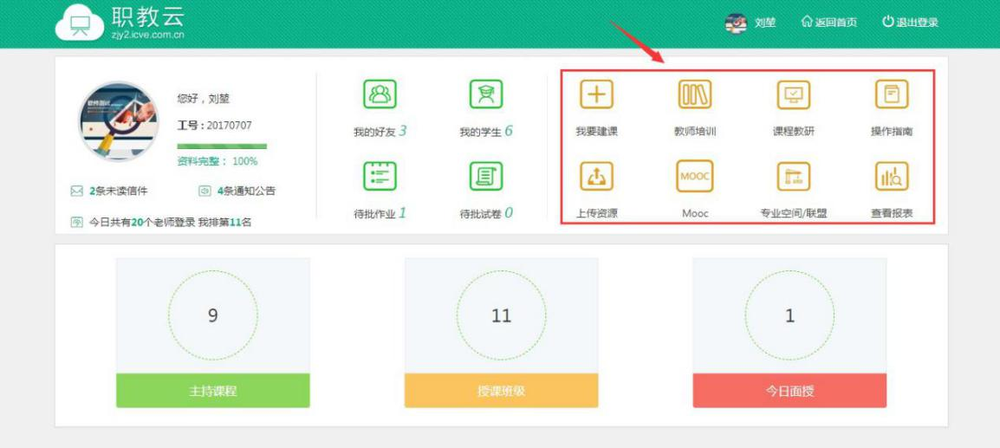 职教云
zjy2.icve.com.cn
刘堃 返回首页 退出登录
您好，刘堃
工号：20170707
资料完整： 100%
2条未读信件 4条通知公告
今日共有20个老师登录 我排第11名
我的好友 3 我的学生 6
待批作业 1 待批试卷 0
我要建课 教师培训 课程教研 操作指南
MOOC
上传资源 Mooc 专业空间/联盟 查看报表
9 11 1
主持课程 授课班级 今日面授